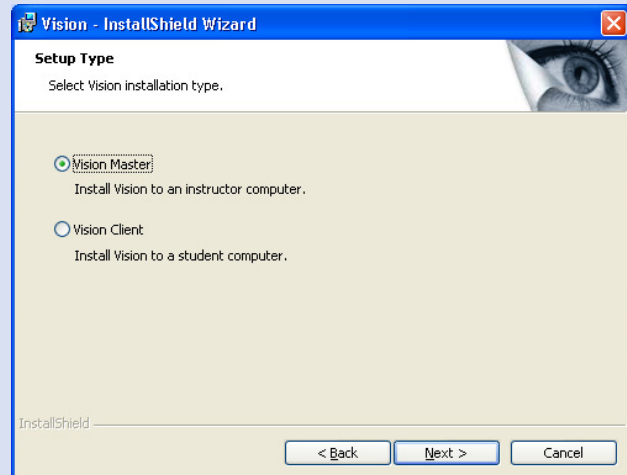 Vision - InstallShield Wizard
Setup Type
Select Vision installation type.
Vision Master
Install Vision to an instructor computer.
Vision Client
Install Vision to a student computer.
InstallShield
< Back
Next >
Cancel